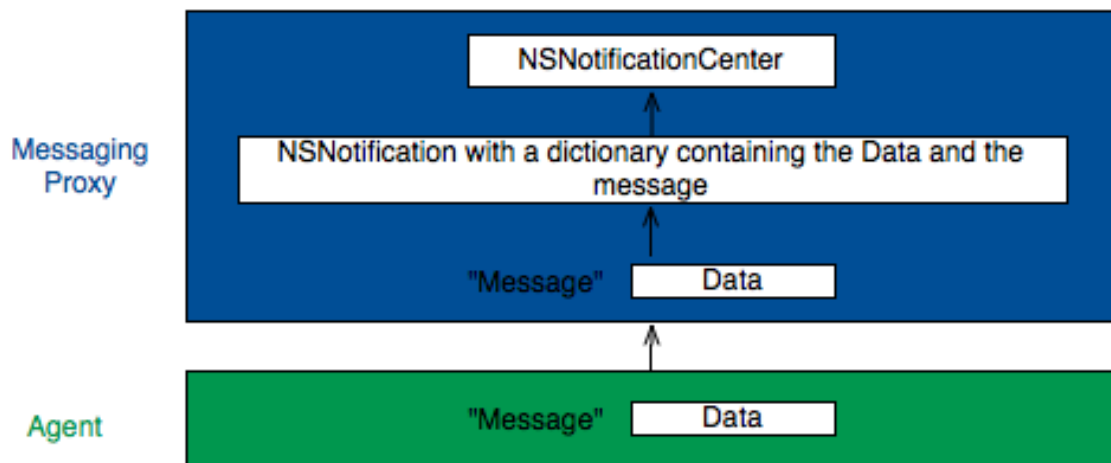 NSNotificationCenter
Messaging
Proxy
NSNotification with a dictionary containing the Data and the
message
"Message" Data
Agent
"Message" Data